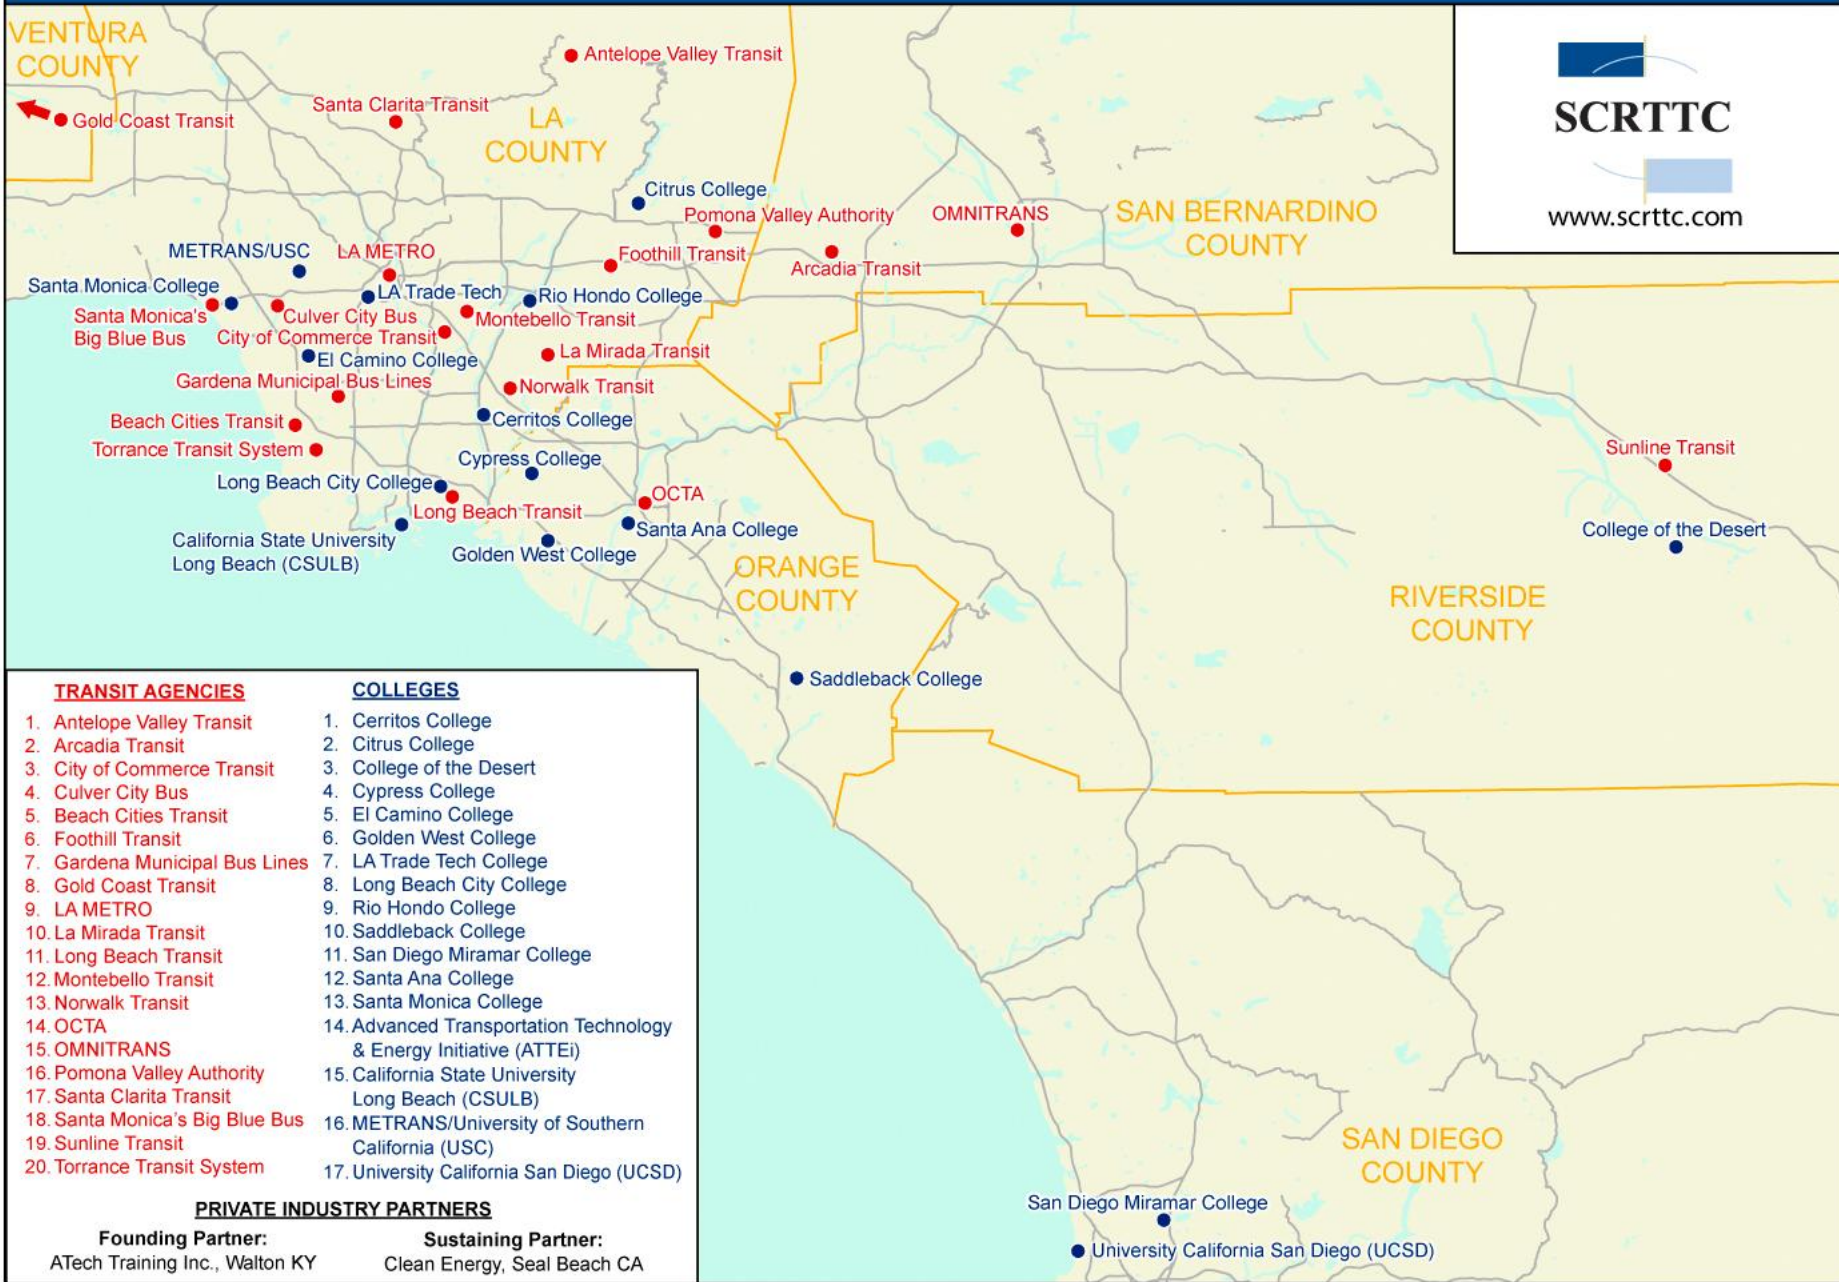 VENTURA
COUNTY
Antelope Valley Transit
Gold Coast Transit
Santa Clarita Transit
LA
COUNTY
SCRTTC
www.scrttc.com
Citrus College
Pomona Valley Authority
OMNITRANS
SAN BERNARDINO
COUNTY
METRANS/USC
LA METRO
Foothill Transit
Arcadia Transit
Santa Monica College
LA Trade Tech
Rio Hondo College
Santa Monica's
Big Blue Bus
Culver City Bus
Montebello Transit
City of Commerce Transit
El Camino College
La Mirada Transit
Gardena Municipal Bus Lines
Norwalk Transit
Beach Cities Transit
Cerritos College
Torrance Transit System
Cypress College
Sunline Transit
Long Beach City College
OCTA
Long Beach Transit
Santa Ana College
California State University
Long Beach (CSULB)
Golden West College
College of the Desert
ORANGE
COUNTY
RIVERSIDE
COUNTY
Saddleback College
TRANSIT AGENCIES
1. Antelope Valley Transit
2. Arcadia Transit
3. City of Commerce Transit
4. Culver City Bus
5. Beach Cities Transit
6. Foothill Transit
7. Gardena Municipal Bus Lines
8. Gold Coast Transit
9. LA METRO
10. La Mirada Transit
11. Long Beach Transit
12. Montebello Transit
13. Norwalk Transit
14. OCTA
15. OMNITRANS
16. Pomona Valley Authority
17. Santa Clarita Transit
18. Santa Monica's Big Blue Bus
19. Sunline Transit
20. Torrance Transit System
COLLEGES
1. Cerritos College
2. Citrus College
3. College of the Desert
4. Cypress College
5. El Camino College
6. Golden West College
7. LA Trade Tech College
8. Long Beach City College
9. Rio Hondo College
10. Saddleback College
11. San Diego Miramar College
12. Santa Ana College
13. Santa Monica College
14. Advanced Transportation Technology
& Energy Initiative (ATTEi)
15. California State University
Long Beach (CSULB)
16. METRANS/University of Southern
California (USC)
17. University California San Diego (UCSD)
PRIVATE INDUSTRY PARTNERS
Founding Partner:
ATech Training Inc., Walton KY
Sustaining Partner:
Clean Energy, Seal Beach CA
SAN DIEGO
COUNTY
San Diego Miramar College
University California San Diego (UCSD)